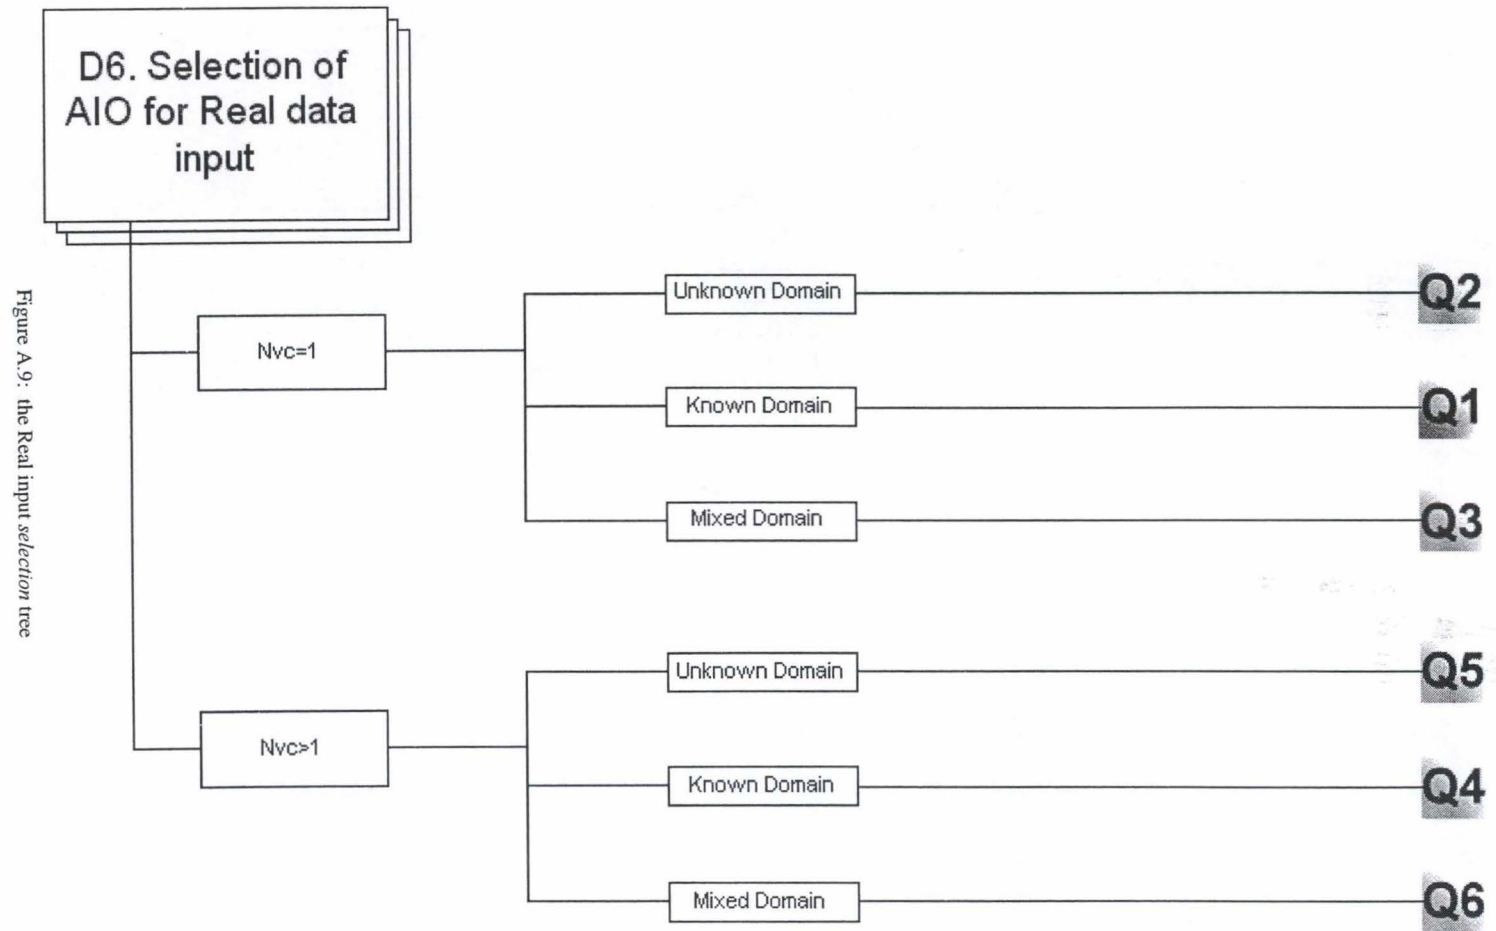 D6. Selection of
AIO for Real data
input
Nvc=1
Unknown Domain
Q2
Known Domain
Q1
Mixed Domain
Q3
Nvc>1
Unknown Domain
Q5
Known Domain
Q4
Mixed Domain
Q6
Figure A.9: the Real input selection tree